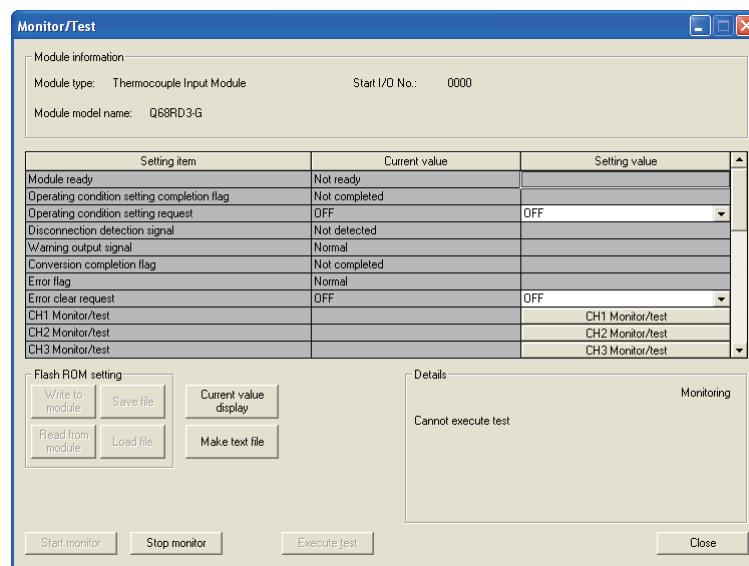 Monitor/Test
Module information
Module type: Thermocouple Input Module Start I/O No.: 0000
Module model name: Q68RD3-G
Setting item Current value Setting value
Module ready Not ready
Operating condition setting completion flag Not completed
Operating condition setting request OFF OFF
Disconnection detection signal Not detected
Warning output signal Normal
Conversion completion flag Not completed
Error flag Normal
Error clear request OFF OFF
CH1 Monitor/test CH1 Monitor/test
CH2 Monitor/test CH2 Monitor/test
CH3 Monitor/test CH3 Monitor/test
Flash ROM setting
Write to module
Save file
Current value display
Read from module
Load file
Make text file
Details
Monitoring
Cannot execute test
Start monitor Stop monitor Execute test Close